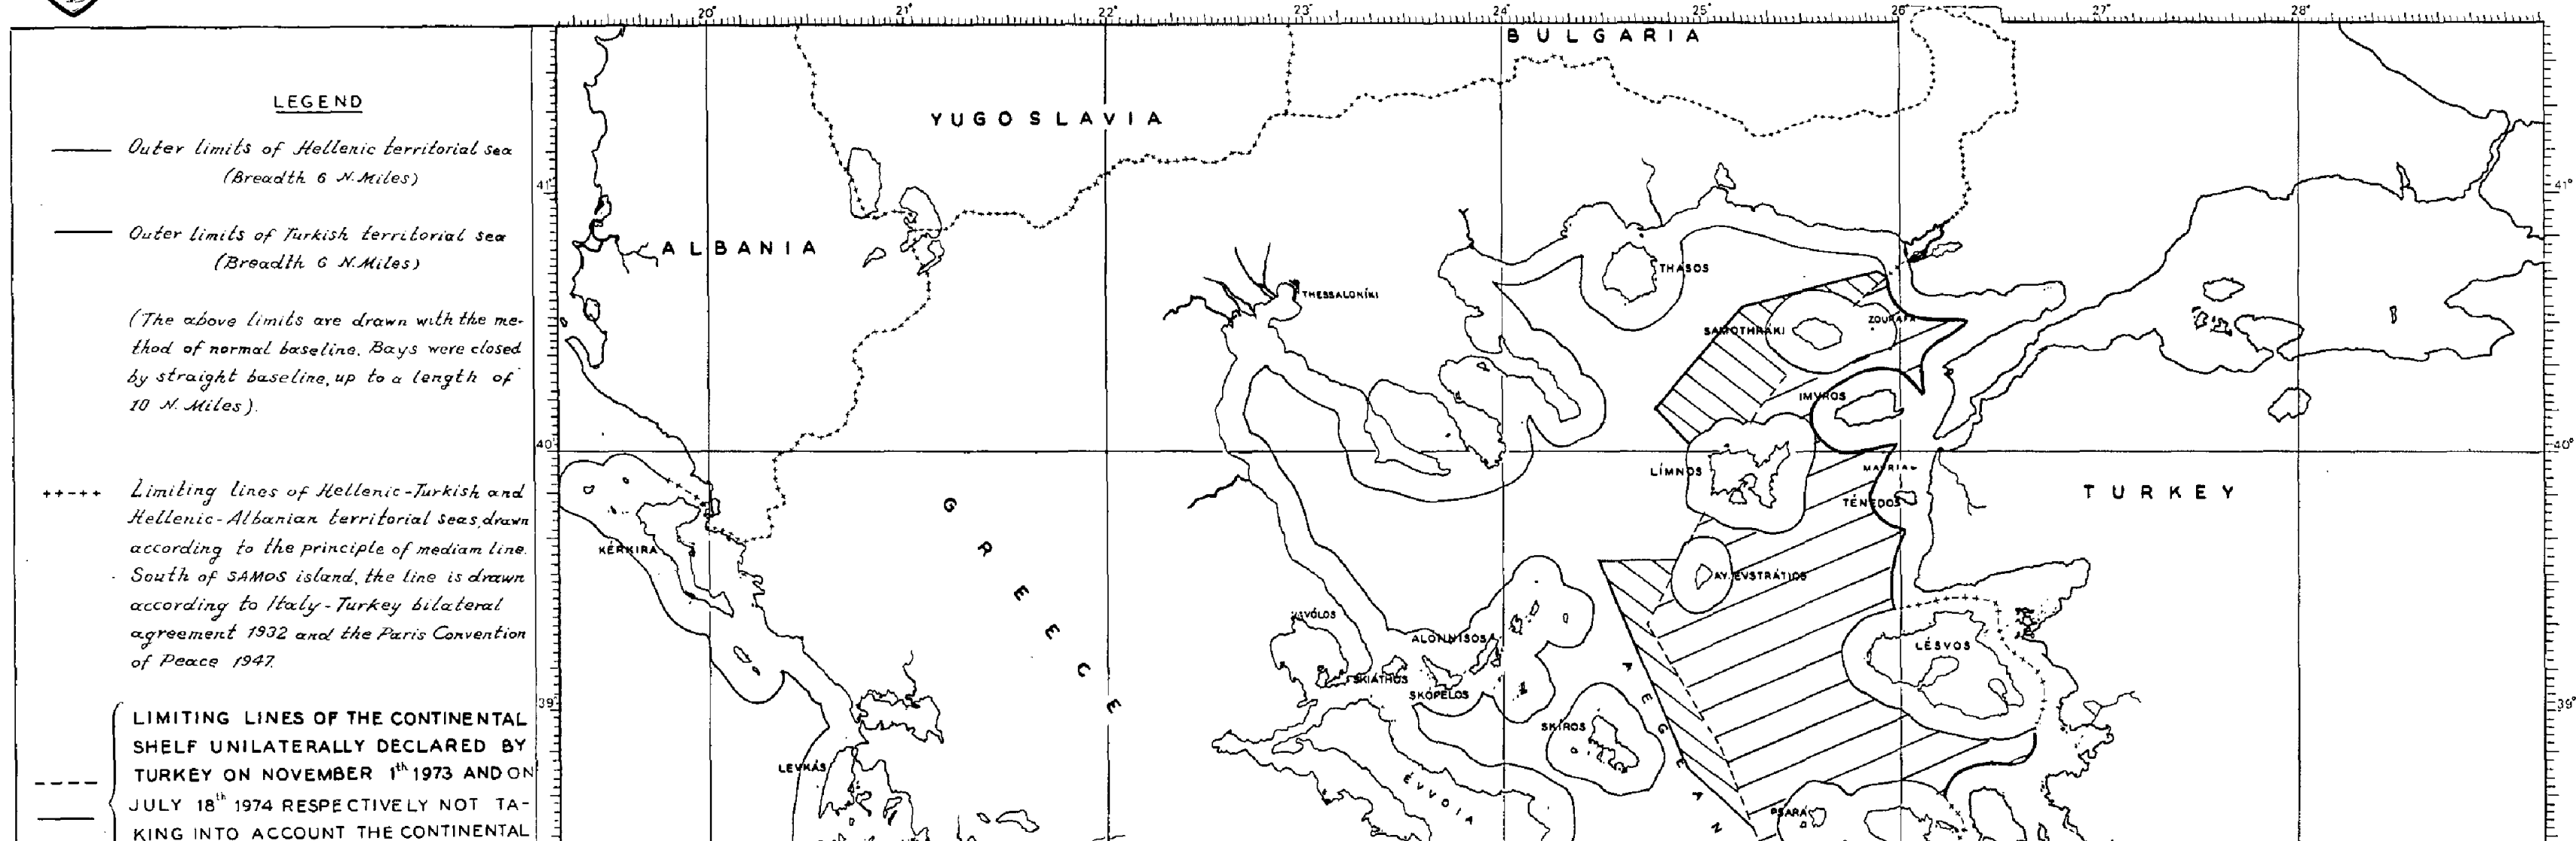 20° 21° 22° 23° 24° 25° 26° 27° 28°
LEGEND
Outer limits of Hellenic territorial sea
(Breadth 6 N. Miles)
Outer limits of Turkish territorial sea
(Breadth 6 N. Miles)
(The above limits are drawn with the me-
thod of normal baseline. Bays were closed
by straight baseline, up to a length of
10 N. Miles).
Limiting lines of Hellenic-Turkish and
Hellenic-Albanian territorial seas, drawn
according to the principle of mediam line.
South of SAMOS island, the line is drawn
according to Italy-Turkey bilateral
agreement 1932 and the Paris Convention
of Peace 1947.
LIMITING LINES OF THE CONTINENTAL
SHELF UNILATERALLY DECLARED BY
TURKEY ON NOVEMBER 1th 1973 AND ON
JULY 18th 1974 RESPECTIVELY NOT TA-
KING INTO ACCOUNT THE CONTINENTAL
BULGARIA
YUGOSLAVIA
41° 41°
ALBANIA
THASOS
THESSALONÍKI
SAMOTHRAKI
ZOURAFA
IMVROS
40° 40°
LÍMNOS
MAVRIA
TÉNEDOS
TURKEY
GREECE
KÉRKIRA
AY. EVSTRÁTIOS
VÓLOS
ALONNISOS
LÉSVOS
SKIÁTHOS
SKÓPELOS
39° 39°
SKÍROS
AEGEAN
LEVKÁS
ÉVVOIA
PSARÁ